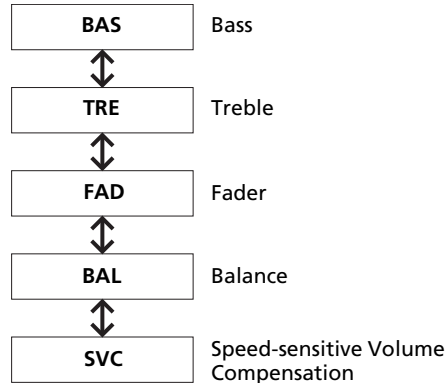 BAS Bass
TRE Treble
FAD Fader
BAL Balance
SVC Speed-sensitive Volume
Compensation